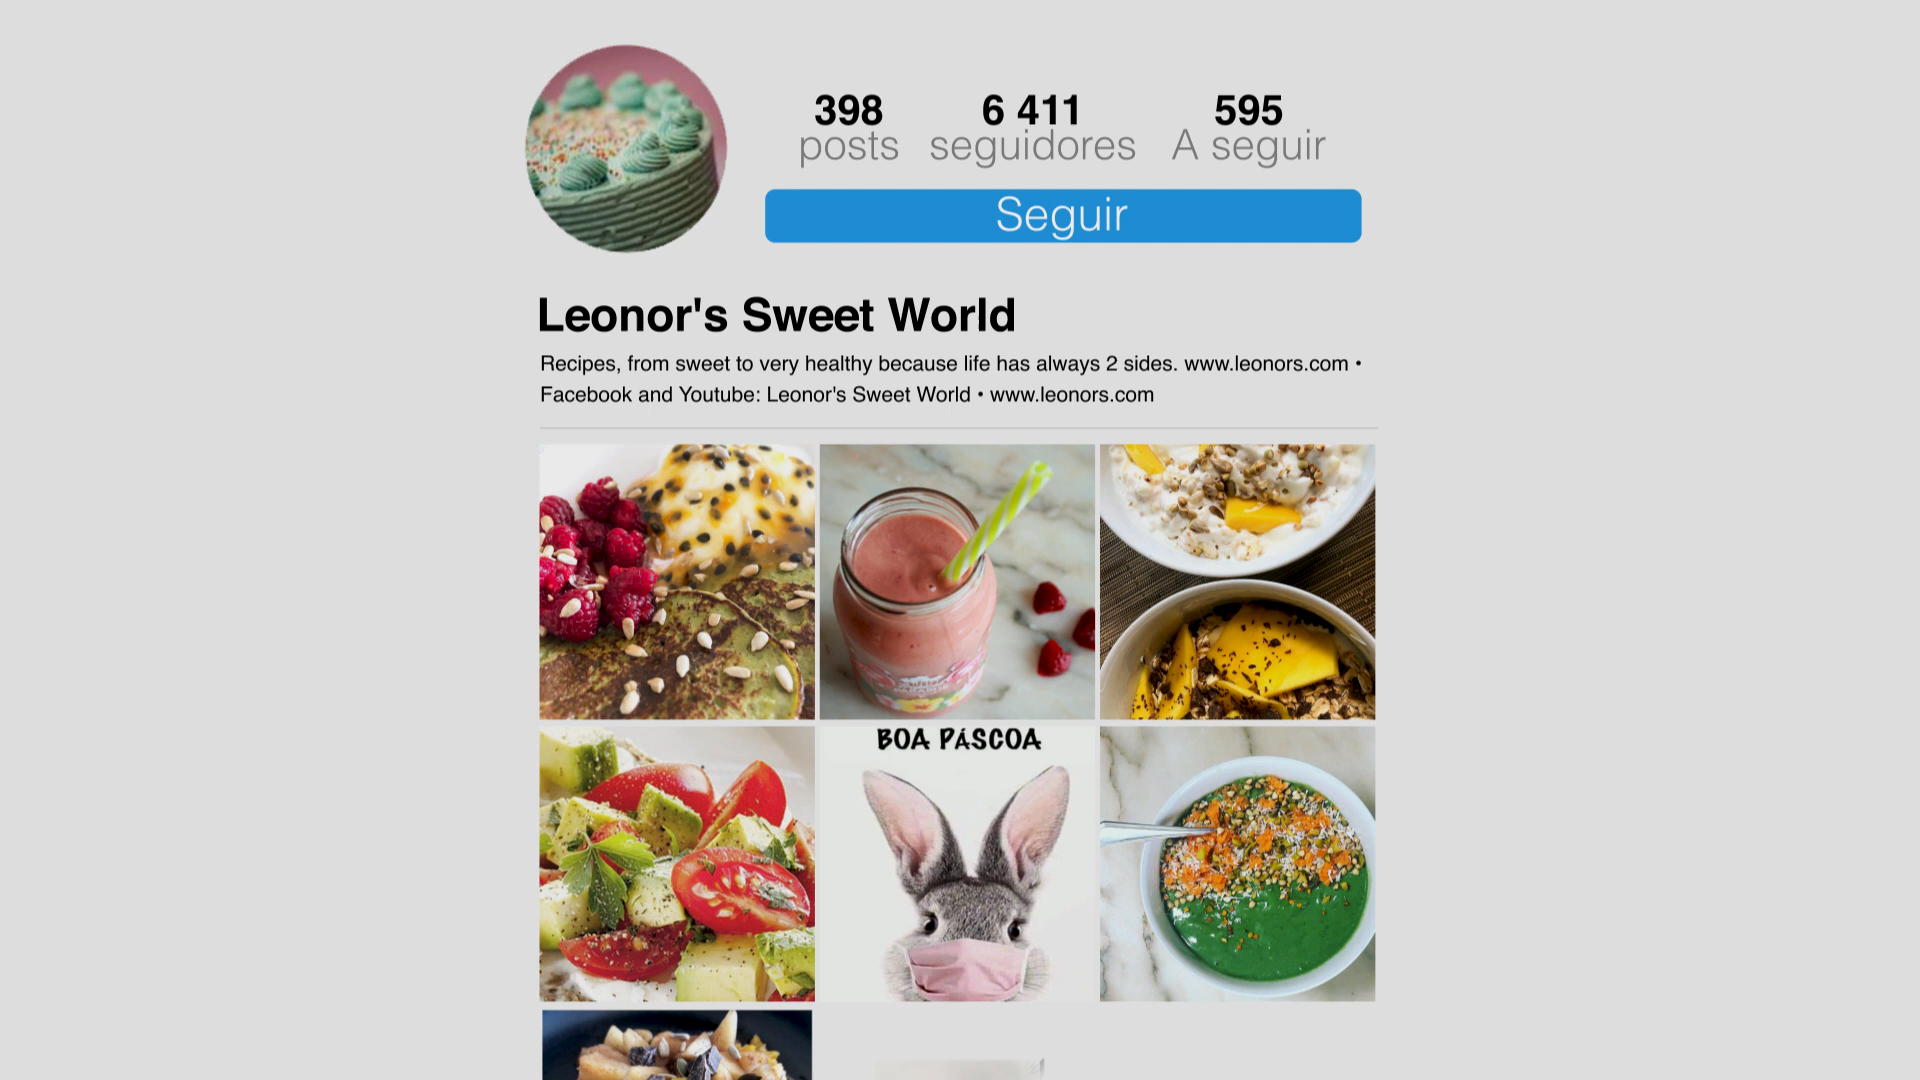 398 6 411 595
posts seguidores A seguir
Seguir
Leonor's Sweet World
Recipes, from sweet to very healthy because life has always 2 sides. www.leonors.com •
Facebook and Youtube: Leonor's Sweet World • www.leonors.com
BOA PÁSCOA